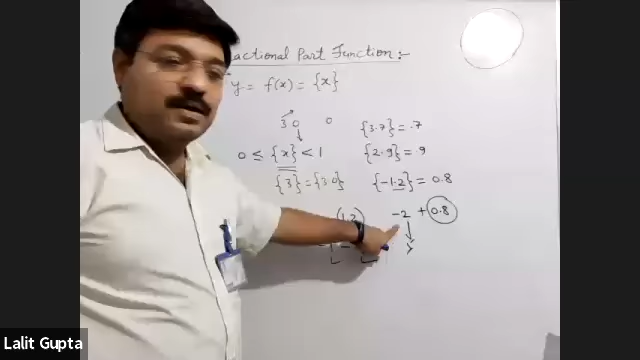 actional Part Function:-
y = f(x) = {x}
3.0 0
{3.7} = .7
0 ≤ {x} < 1
{2.9} = .9
{3} = {3.0}
{-1.2} = 0.8
-2 + 0.8
Lalit Gupta